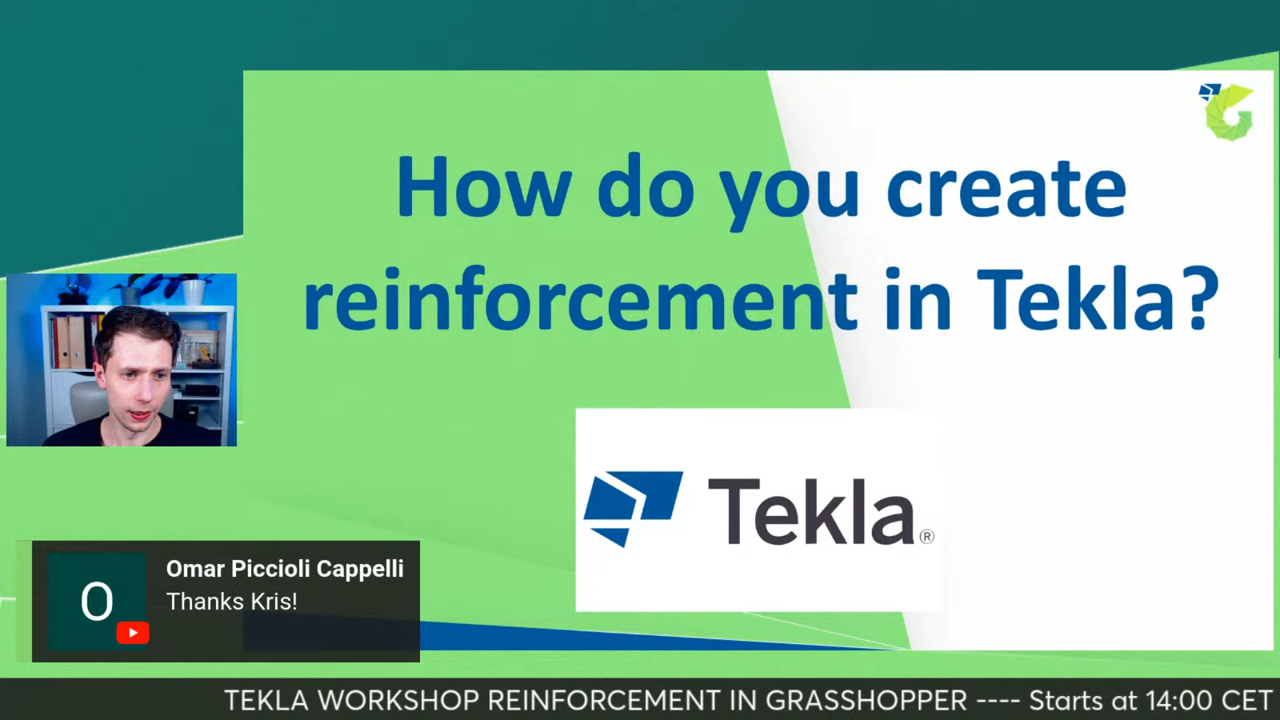 How do you create
reinforcement in Tekla?
Tekla®
O
Omar Piccioli Cappelli
Thanks Kris!
TEKLA WORKSHOP REINFORCEMENT IN GRASSHOPPER ---- Starts at 14:00 CET